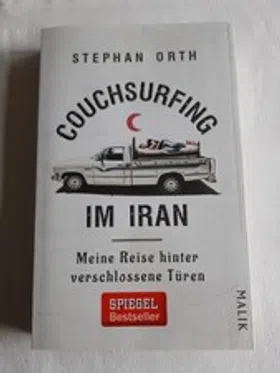 STEPHAN ORTH
COUCHSURFING
IM IRAN
Meine Reise hinter
verschlossene Türen
SPIEGEL
Bestseller
MALIK